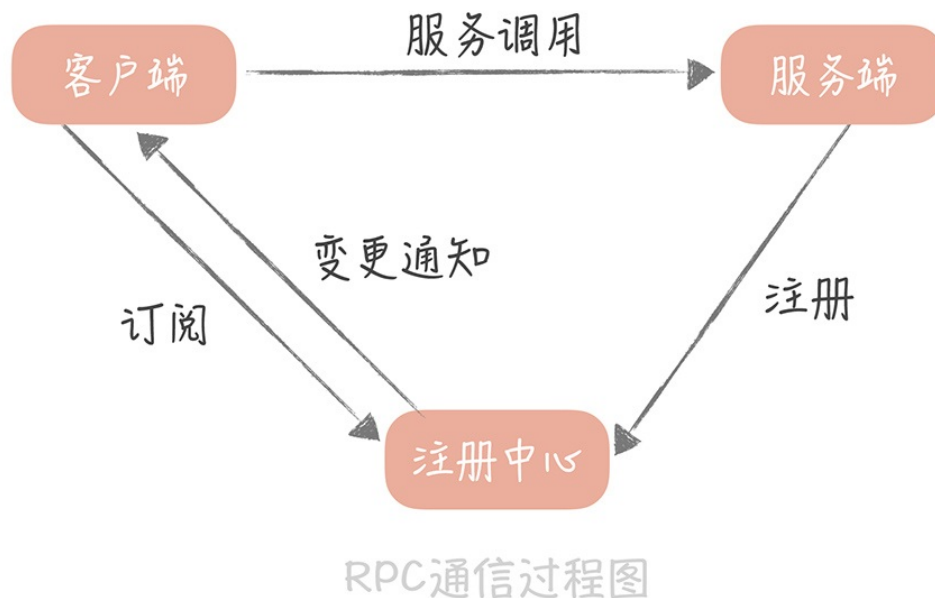 服务调用
客户端
服务端
变更通知
订阅
注册
注册中心
RPC通信过程图